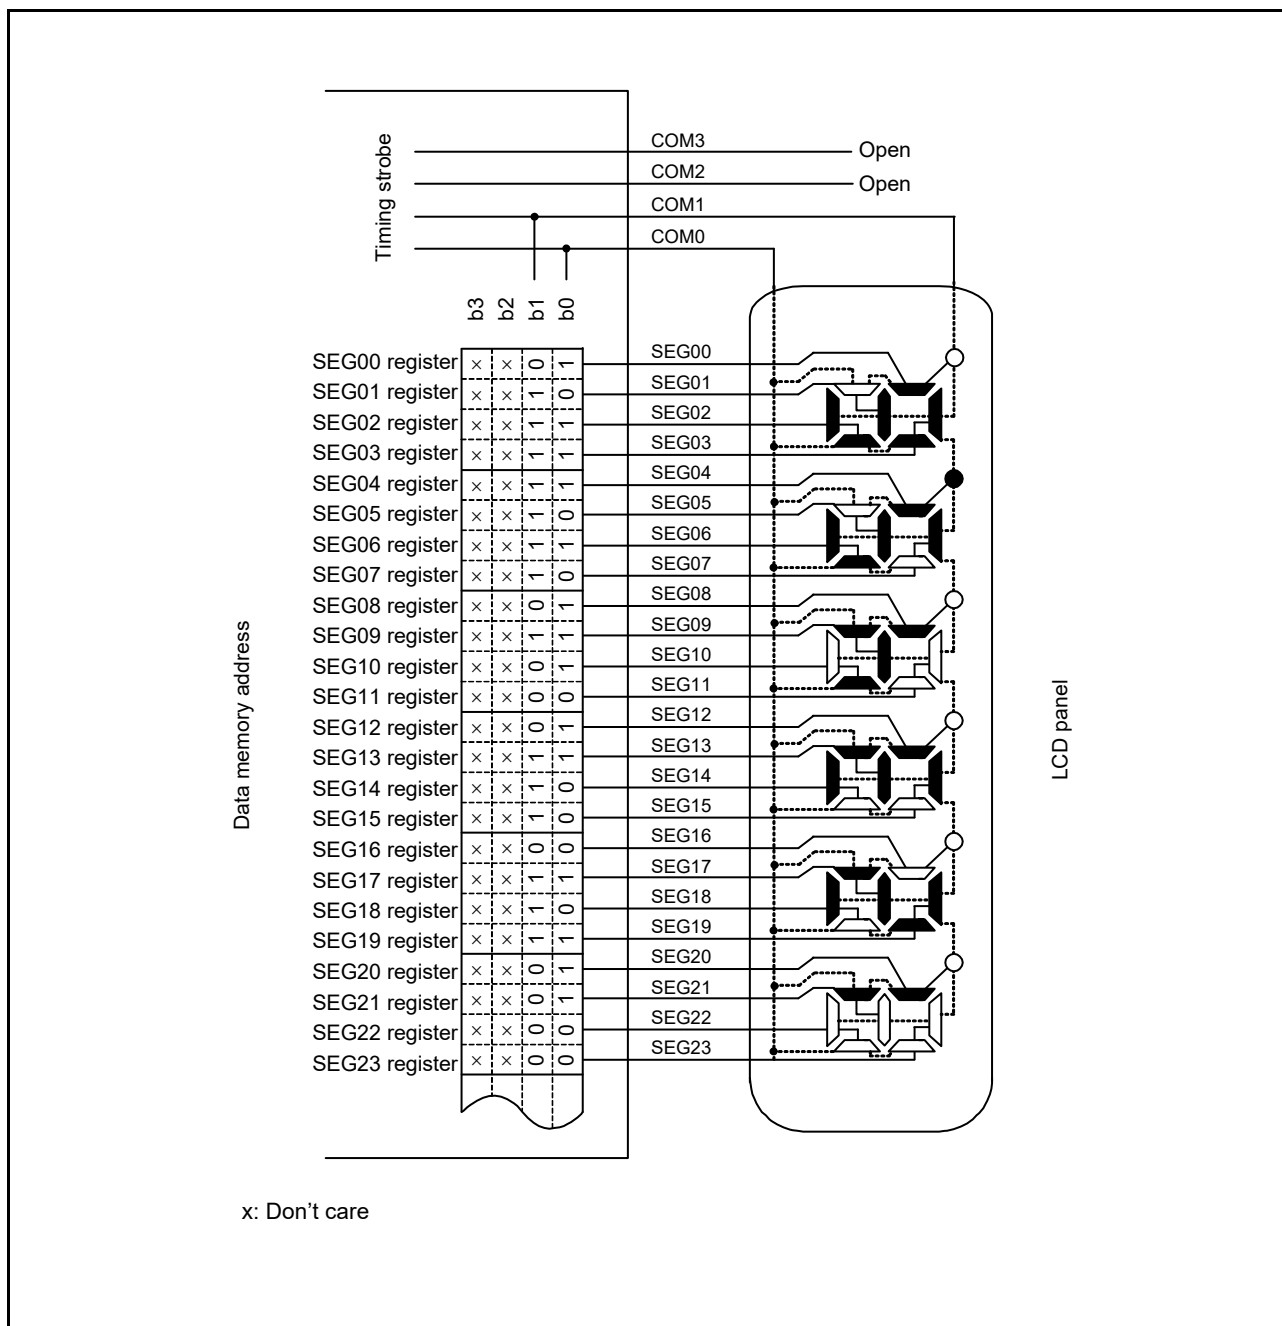 COM3
Open
COM2
Open
COM1
COM0
Timing strobe
b3 b2 b1 b0
SEG00 register × × 0 1 SEG00
SEG01 register × × 1 0 SEG01
SEG02 register × × 1 1 SEG02
SEG03 register × × 1 1 SEG03
SEG04 register × × 1 1 SEG04
SEG05 register × × 1 0 SEG05
SEG06 register × × 1 1 SEG06
SEG07 register × × 1 0 SEG07
SEG08 register × × 0 1 SEG08
SEG09 register × × 1 1 SEG09
SEG10 register × × 0 1 SEG10
SEG11 register × × 0 0 SEG11
SEG12 register × × 0 1 SEG12
SEG13 register × × 1 1 SEG13
SEG14 register × × 1 0 SEG14
SEG15 register × × 1 0 SEG15
SEG16 register × × 0 0 SEG16
SEG17 register × × 1 1 SEG17
SEG18 register × × 1 0 SEG18
SEG19 register × × 1 1 SEG19
SEG20 register × × 0 1 SEG20
SEG21 register × × 0 1 SEG21
SEG22 register × × 0 0 SEG22
SEG23 register × × 0 0 SEG23
Data memory address
LCD panel
x: Don't care